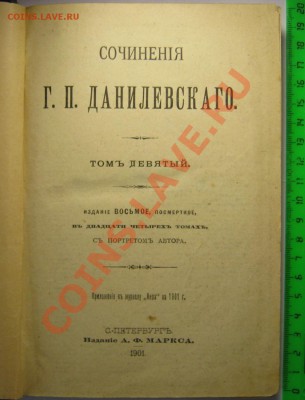 COINS.LAVE.RU
СОЧИНЕНІЯ
Г. П. ДАНИЛЕВСКАГО.
ТОМЪ ДЕВЯТЫЙ.
ИЗДАНІЕ ВОСЬМОЕ, ПОСМЕРТНОЕ,
ВЪ ДВАДЦАТИ ЧЕТЫРЕХЪ ТОМАХЪ,
СЪ ПОРТРЕТОМЪ АВТОРА.
Приложеніе къ журналу „Нива“ на 1901 г.
С.-ПЕТЕРБУРГЪ.
Изданіе А. Ф. МАРКСА.
1901.
COINS.LAVE.RU